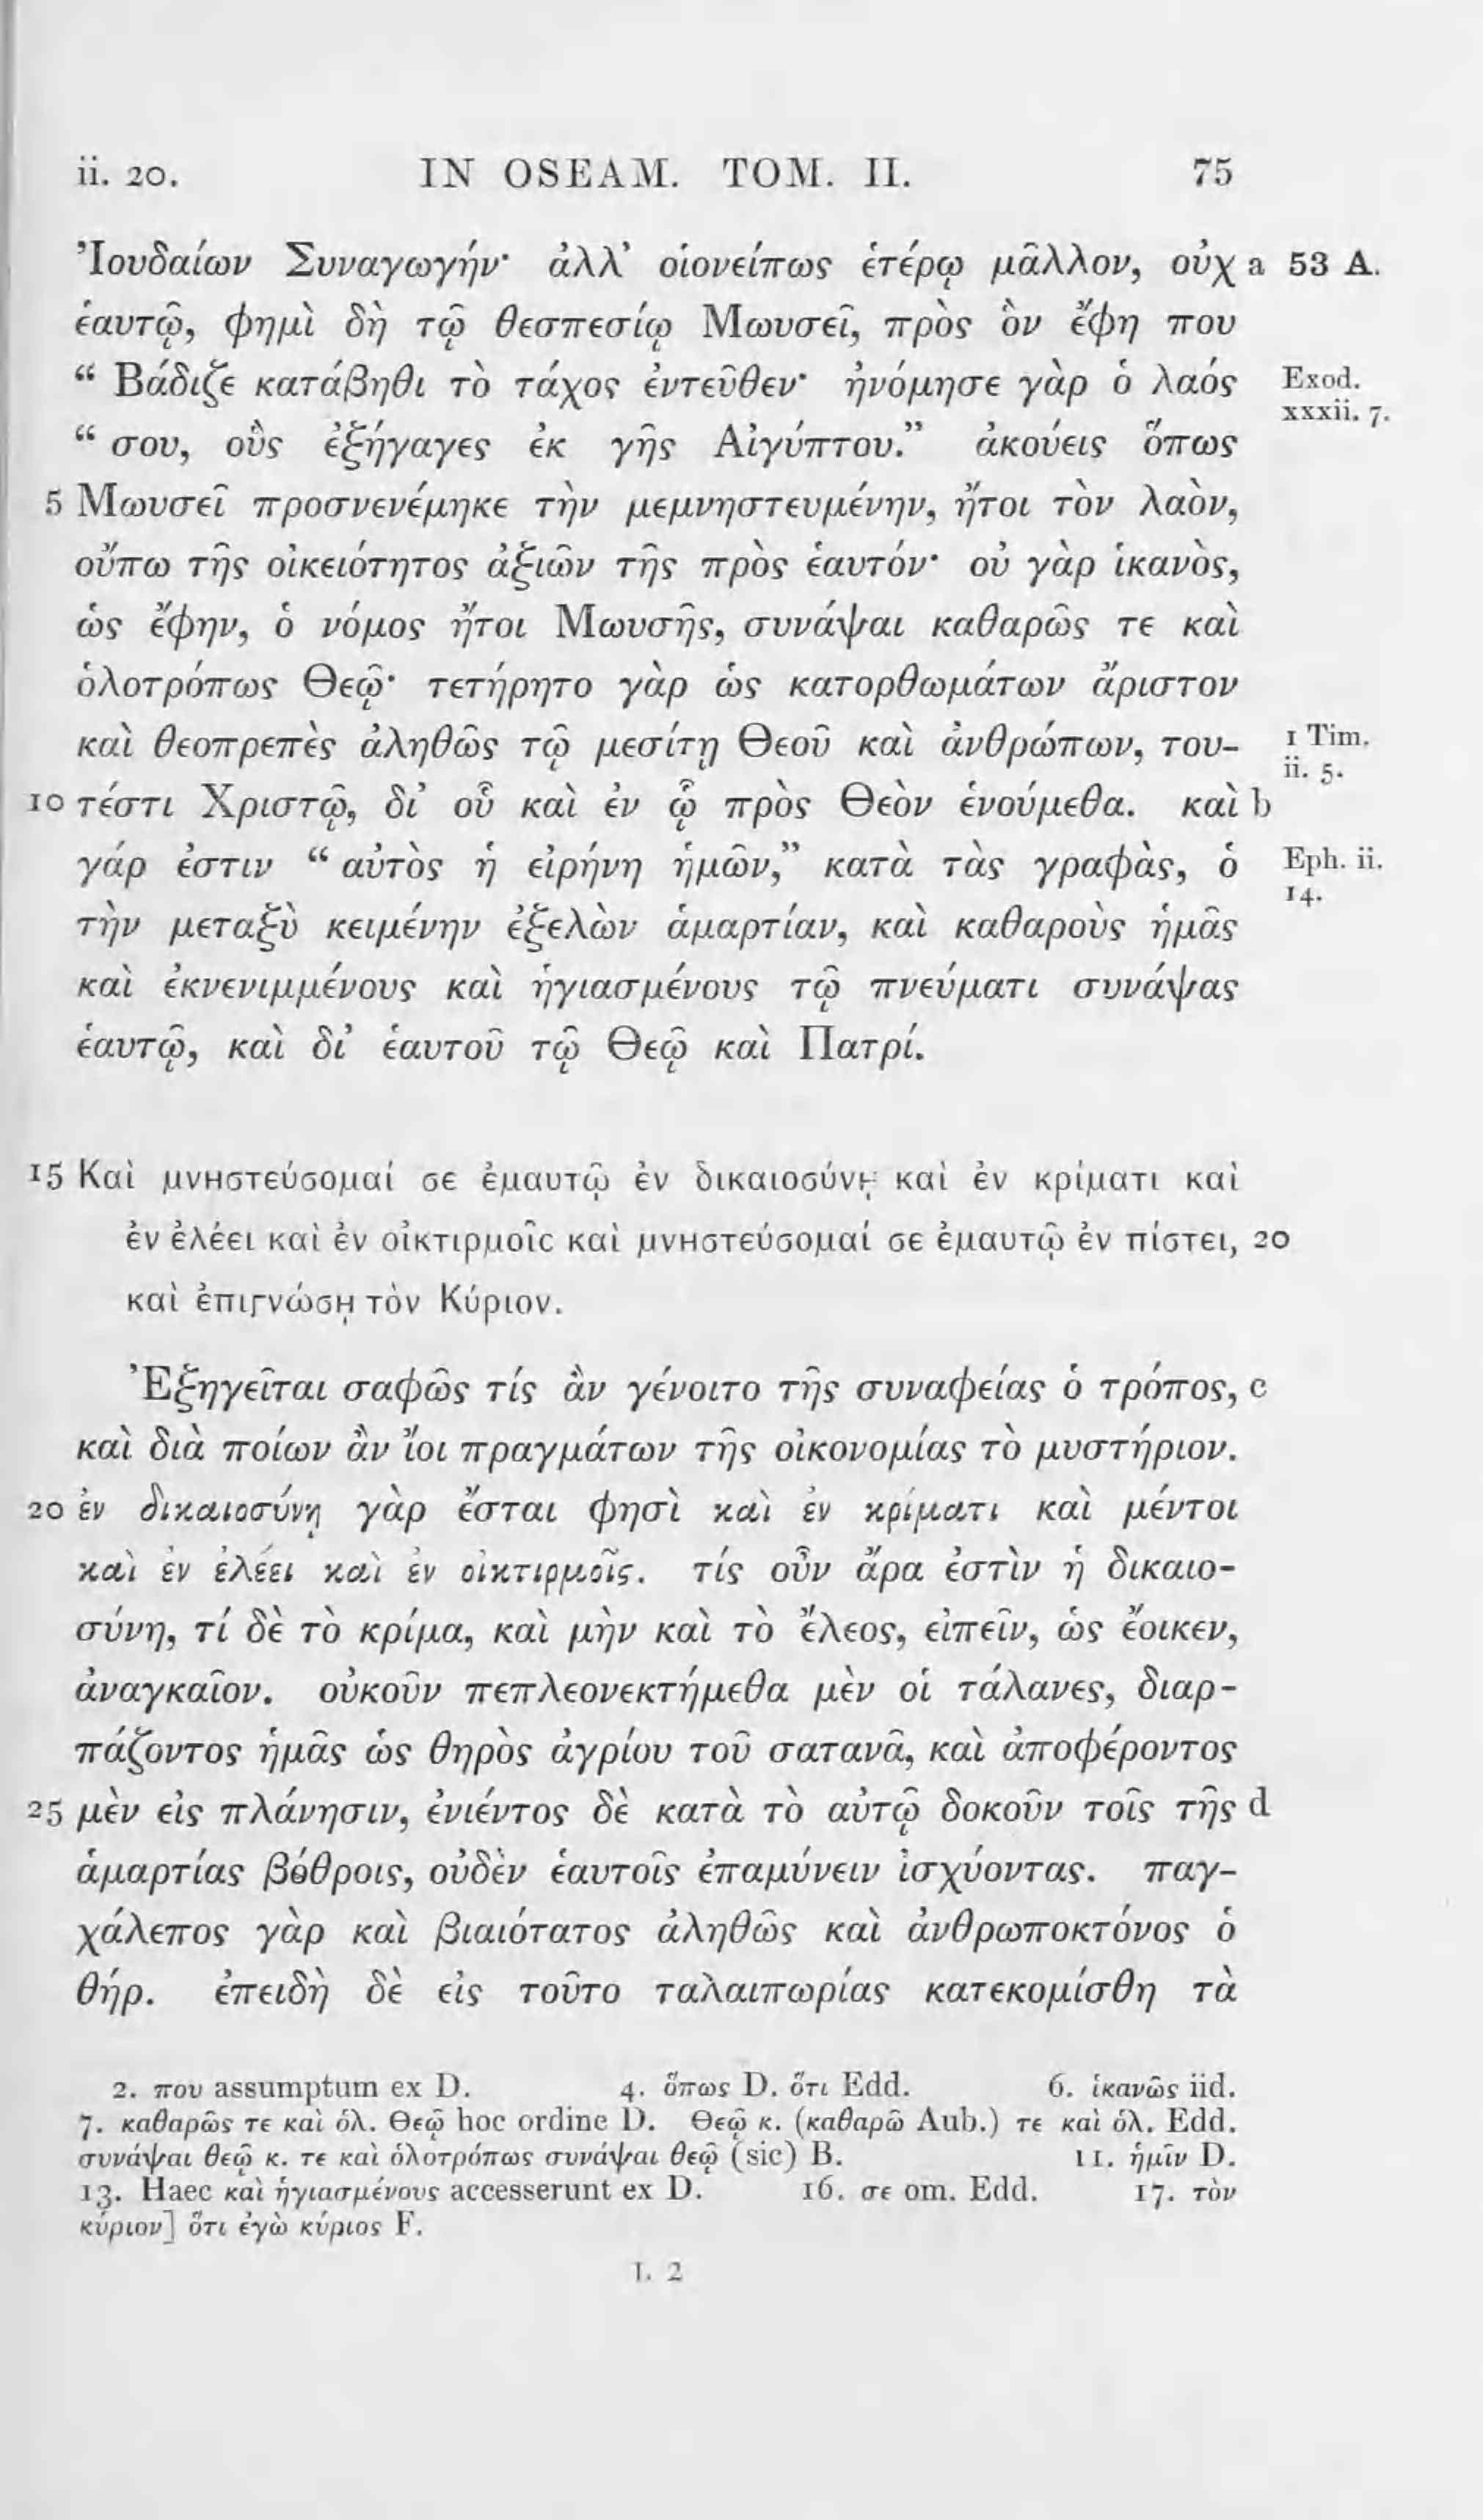 ii. 20. IN OSEAM. TOM. II. 75
Ἰουδαίων Συναγωγήν· ἀλλ’ οἱονείπως ἑτέρῳ μᾶλλον, οὐχ a 53 A.
ἑαυτῷ, φημὶ δὴ τῷ θεσπεσίῳ Μωυσεῖ, πρὸς ὃν ἔφη που
“ Βάδιζε κατάβηθι τὸ τάχος ἐντεῦθεν· ἠνόμησε γὰρ ὁ λαός Exod.
xxxii. 7.
“ σου, οὓς ἐξήγαγες ἐκ γῆς Αἰγύπτου.” ἀκούεις ὅπως
5 Μωυσεῖ προσνενέμηκε τὴν μεμνηστευμένην, ἤτοι τὸν λαὸν,
οὔπω τῆς οἰκειότητος ἀξιῶν τῆς πρὸς ἑαυτόν· οὐ γὰρ ἱκανὸς,
ὡς ἔφην, ὁ νόμος ἤτοι Μωυσῆς, συνάψαι καθαρῶς τε καὶ
ὁλοτρόπως Θεῷ· τετήρητο γὰρ ὡς κατορθωμάτων ἄριστον
καὶ θεοπρεπὲς ἀληθῶς τῷ μεσίτῃ Θεοῦ καὶ ἀνθρώπων, του- 1 Tim.
ii. 5.
10 τέστι Χριστῷ, δι’ οὗ καὶ ἐν ᾧ πρὸς Θεὸν ἑνούμεθα. καὶ b
γάρ ἐστιν “ αὐτὸς ἡ εἰρήνη ἡμῶν,” κατὰ τὰς γραφὰς, ὁ Eph. ii.
14.
τὴν μεταξὺ κειμένην ἐξελὼν ἁμαρτίαν, καὶ καθαροὺς ἡμᾶς
καὶ ἐκνενιμμένους καὶ ἡγιασμένους τῷ πνεύματι συνάψας
ἑαυτῷ, καὶ δι’ ἑαυτοῦ τῷ Θεῷ καὶ Πατρί.
15 Καὶ μνηστεύσομαί σε ἐμαυτῷ ἐν δικαιοσύνῃ καὶ ἐν κρίματι καὶ
ἐν ἐλέει καὶ ἐν οἰκτιρμοῖς καὶ μνηστεύσομαί σε ἐμαυτῷ ἐν πίστει, 20
καὶ ἐπιγνώσῃ τὸν Κύριον.
Ἐξηγεῖται σαφῶς τίς ἂν γένοιτο τῆς συναφείας ὁ τρόπος, c
καὶ διὰ ποίων ἂν ἴοι πραγμάτων τῆς οἰκονομίας τὸ μυστήριον.
20 ἐν δικαιοσύνῃ γὰρ ἔσται φησὶ καὶ ἐν κρίματι καὶ μέντοι
καὶ ἐν ἐλέει καὶ ἐν οἰκτιρμοῖς. τίς οὖν ἄρα ἐστὶν ἡ δικαιο-
σύνη, τί δὲ τὸ κρίμα, καὶ μὴν καὶ τὸ ἔλεος, εἰπεῖν, ὡς ἔοικεν,
ἀναγκαῖον. οὐκοῦν πεπλεονεκτήμεθα μὲν οἱ τάλανες, διαρ-
πάζοντος ἡμᾶς ὡς θηρὸς ἀγρίου τοῦ σατανᾶ, καὶ ἀποφέροντος
25 μὲν εἰς πλάνησιν, ἐνιέντος δὲ κατὰ τὸ αὐτῷ δοκοῦν τοῖς τῆς d
ἁμαρτίας βόθροις, οὐδὲν ἑαυτοῖς ἐπαμύνειν ἰσχύοντας. παγ-
χάλεπος γὰρ καὶ βιαιότατος ἀληθῶς καὶ ἀνθρωποκτόνος ὁ
θήρ. ἐπειδὴ δὲ εἰς τοῦτο ταλαιπωρίας κατεκομίσθη τὰ
2. που assumptum ex D. 4. ὅπως D. ὅτι Edd. 6. ἱκανῶς iid.
7. καθαρῶς τε καὶ ὁλ. Θεῷ hoc ordine D. Θεῷ κ. (καθαρῶ Aub.) τε καὶ ὁλ. Edd.
συνάψαι θεῷ κ. τε καὶ ὁλοτρόπως συνάψαι θεῷ (sic) B. 11. ἡμῖν D.
13. Haec καὶ ἡγιασμένους accesserunt ex D. 16. σε om. Edd. 17. τὸν
κύριον] ὅτι ἐγὼ κύριος F.
L 2